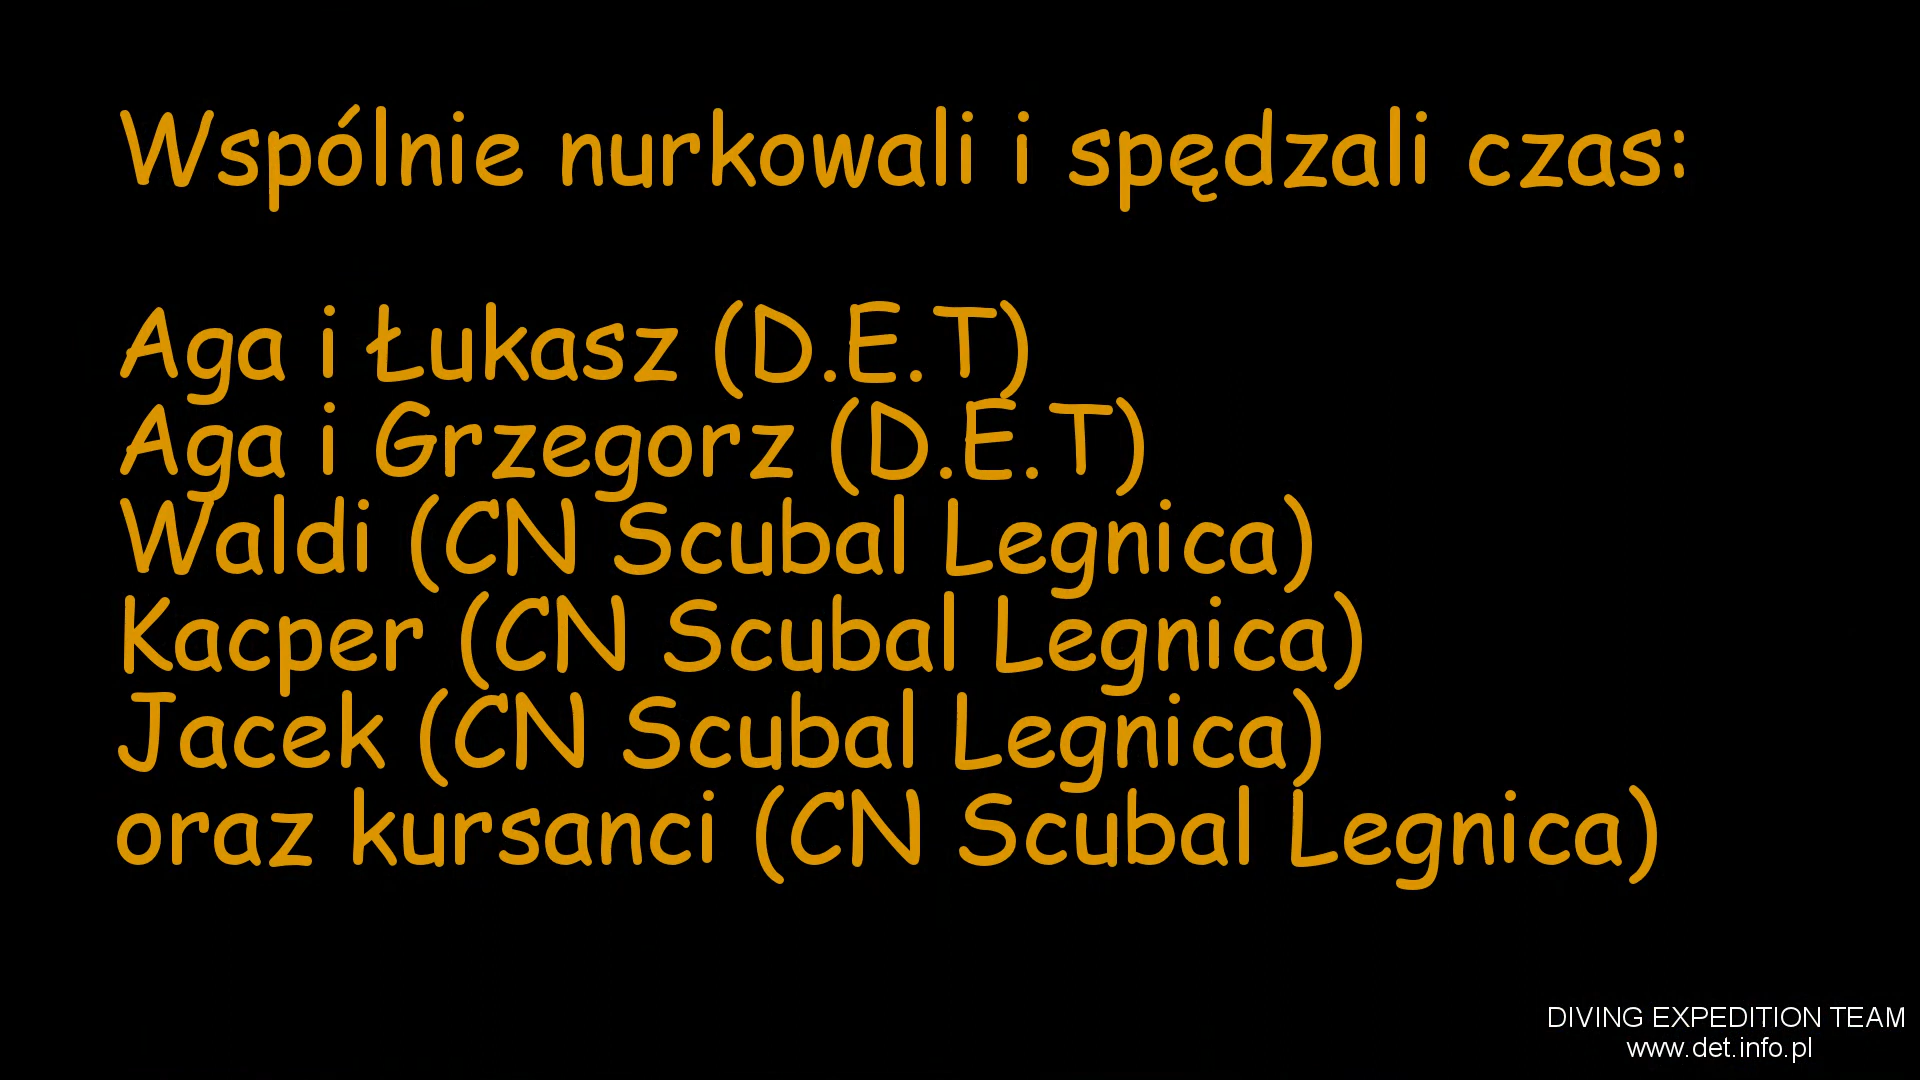 Wspólnie nurkowali i spędzali czas:
Aga i Łukasz (D.E.T)
Aga i Grzegorz (D.E.T)
Waldi (CN Scubal Legnica)
Kacper (CN Scubal Legnica)
Jacek (CN Scubal Legnica)
oraz kursanci (CN Scubal Legnica)
DIVING EXPEDITION TEAM
www.det.info.pl